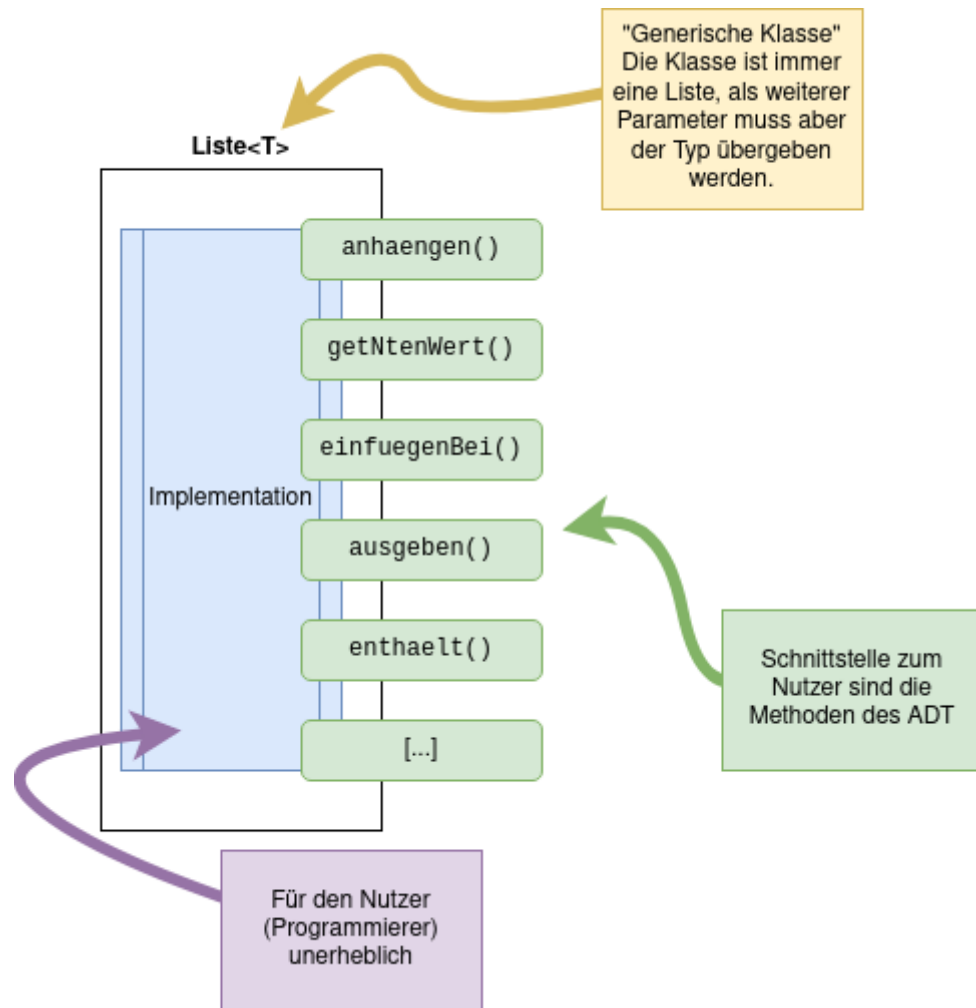 "Generische Klasse"
Die Klasse ist immer
eine Liste, als weiterer
Parameter muss aber
der Typ übergeben
werden.
Liste<T>
anhaengen()
getNtenWert()
einfuegenBei()
Implementation
ausgeben()
enthaelt()
[...]
Schnittstelle zum
Nutzer sind die
Methoden des ADT
Für den Nutzer
(Programmierer)
unerheblich